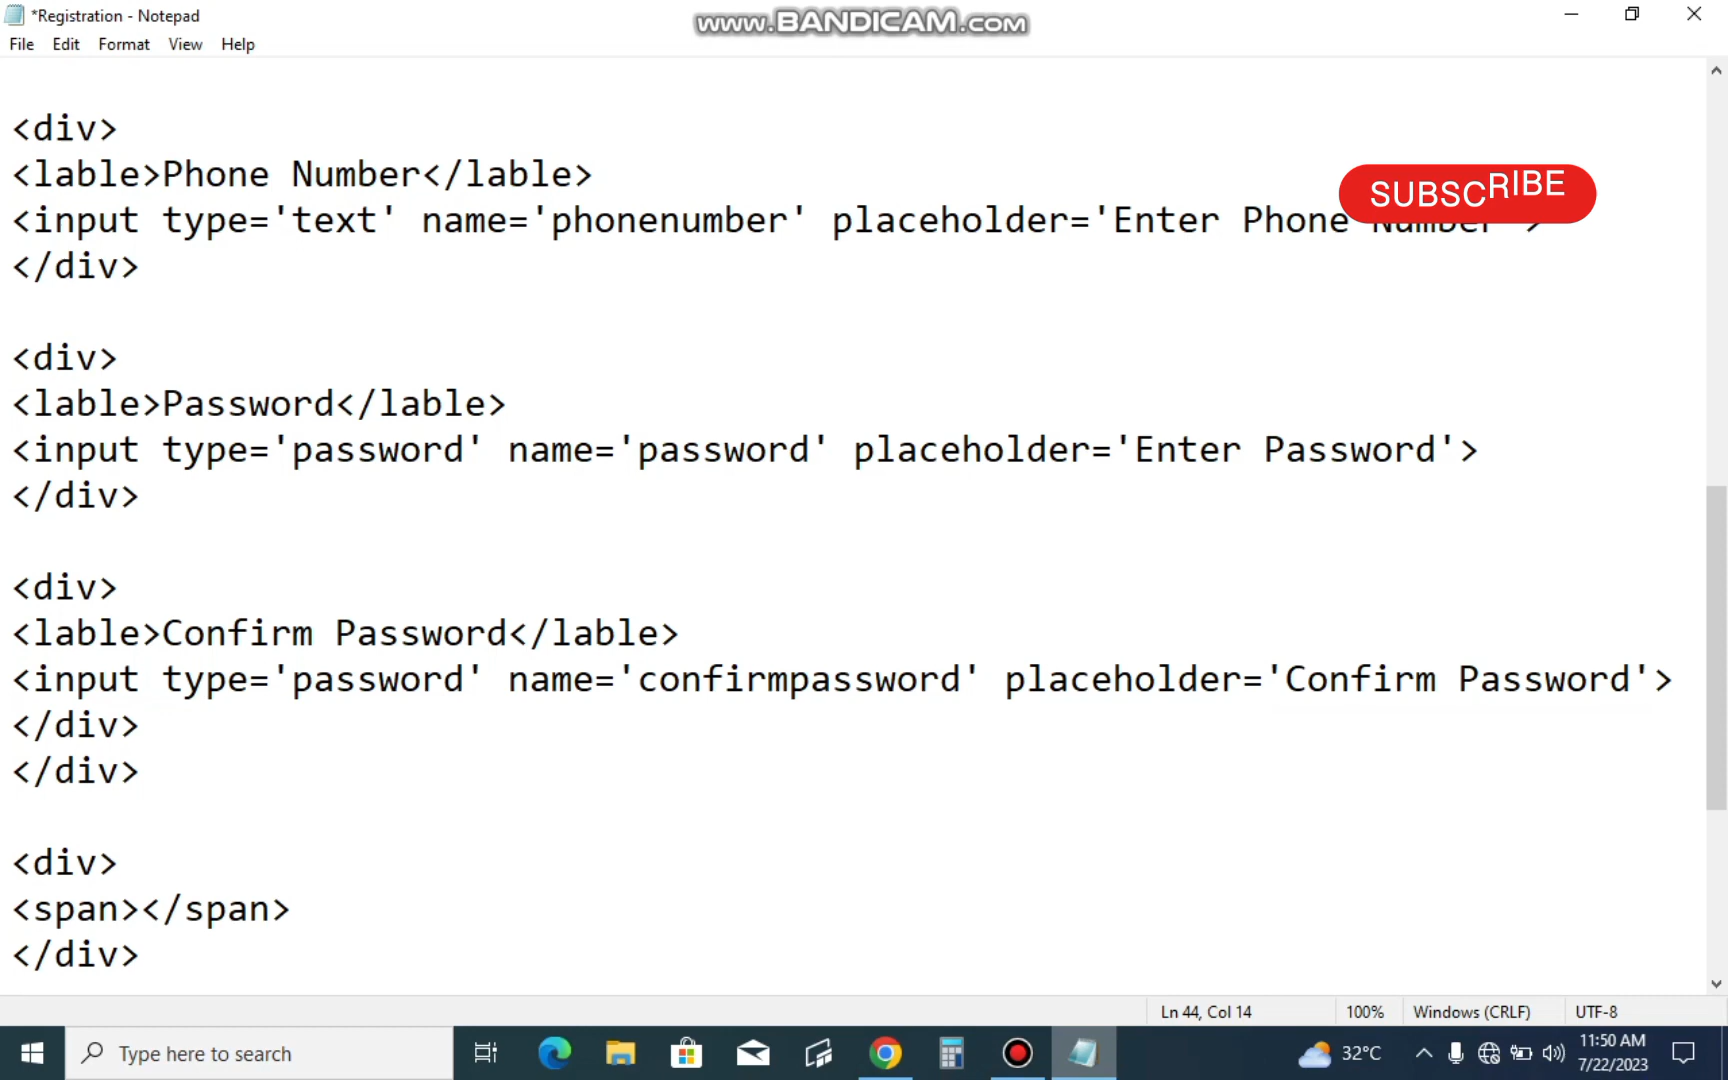 *Registration - Notepad
www.BANDICAM.com
File Edit Format View Help
<div>
<lable>Phone Number</lable>
SUBSCRIBE
<input type='text' name='phonenumber' placeholder='Enter Phone Number'>
</div>
<div>
<lable>Password</lable>
<input type='password' name='password' placeholder='Enter Password'>
</div>
<div>
<lable>Confirm Password</lable>
<input type='password' name='confirmpassword' placeholder='Confirm Password'>
</div>
</div>
<div>
<span></span>
</div>
Ln 44, Col 14 100% Windows (CRLF) UTF-8
Type here to search
32°C
11:50 AM
7/22/2023